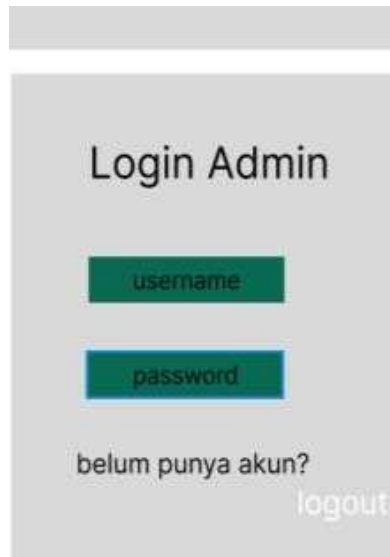 Login Admin
username
password
belum punya akun?
logout